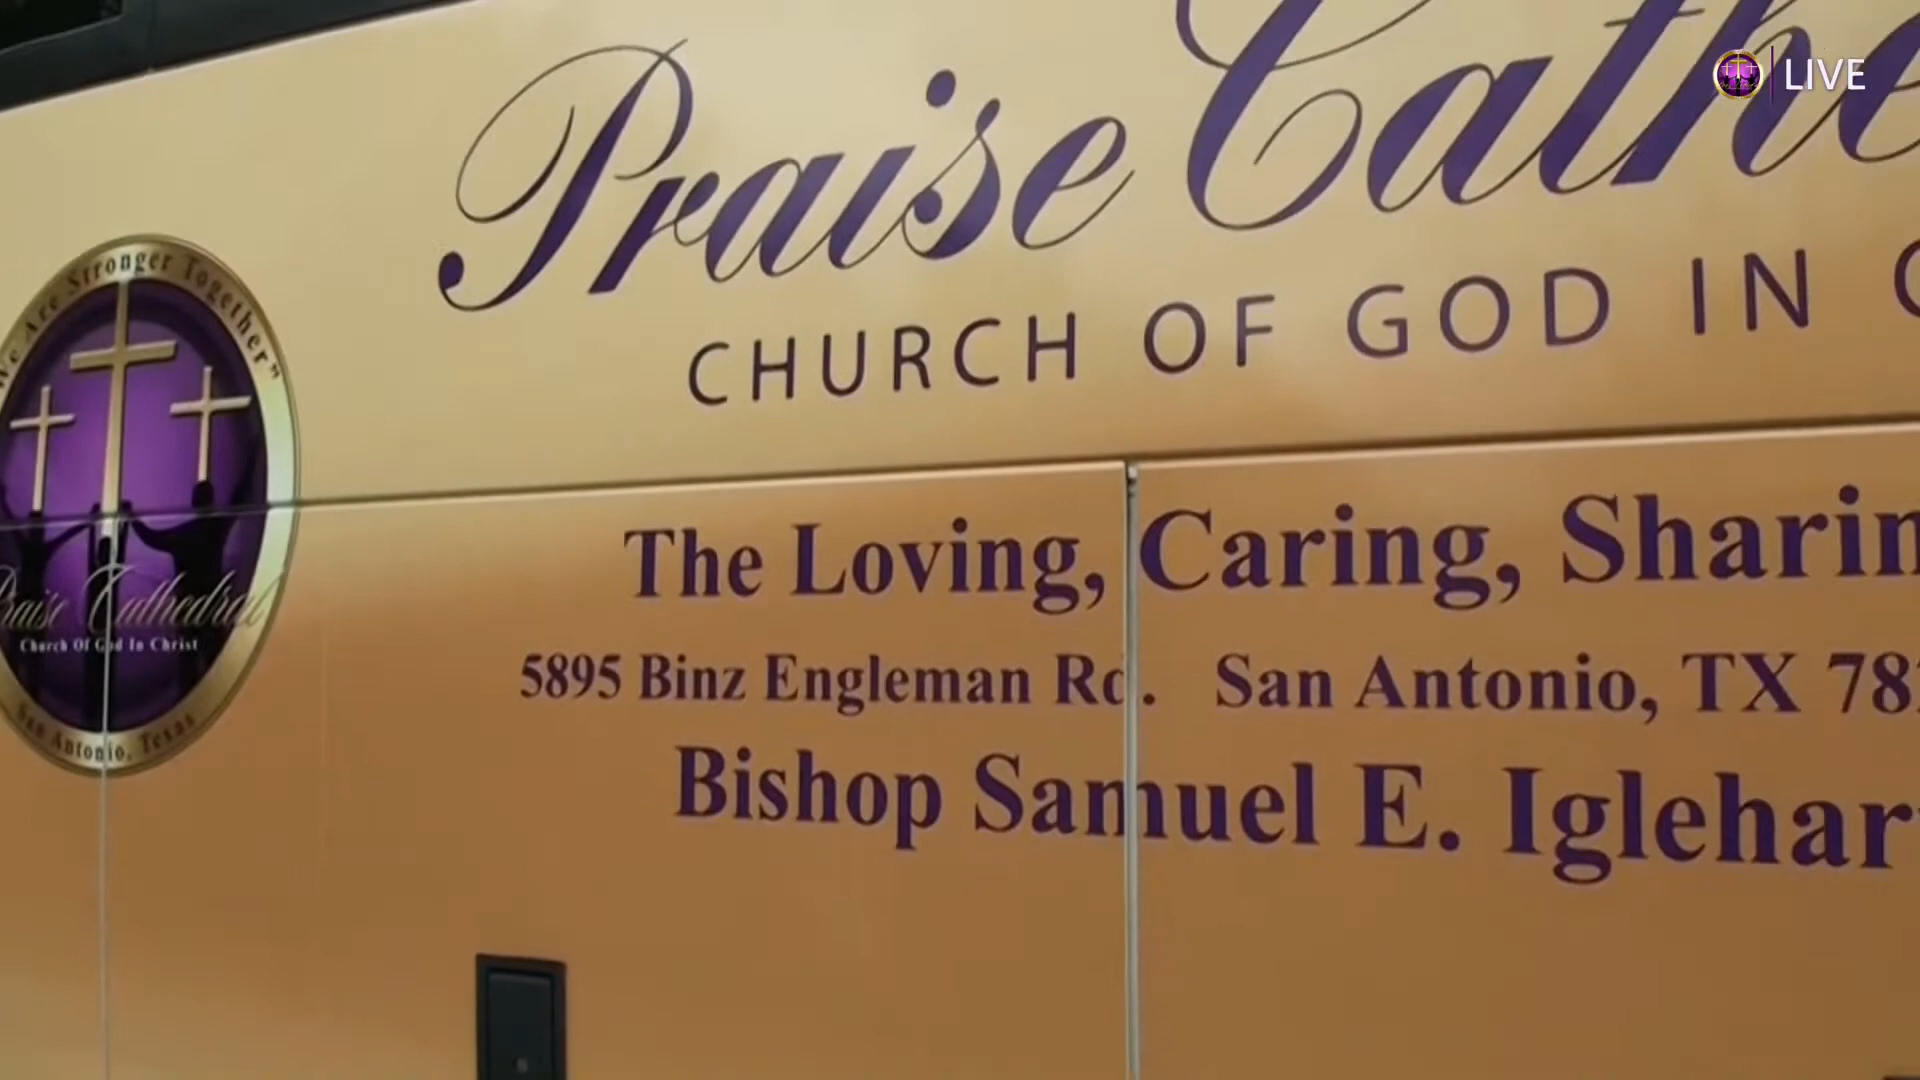 LIVE
Praise Cathe
CHURCH OF GOD IN C
"We Are Stronger Together"
Praise Cathedral
Church Of God In Christ
San Antonio, Texas
The Loving, Caring, Sharin
5895 Binz Engleman Rd. San Antonio, TX 78
Bishop Samuel E. Iglehar